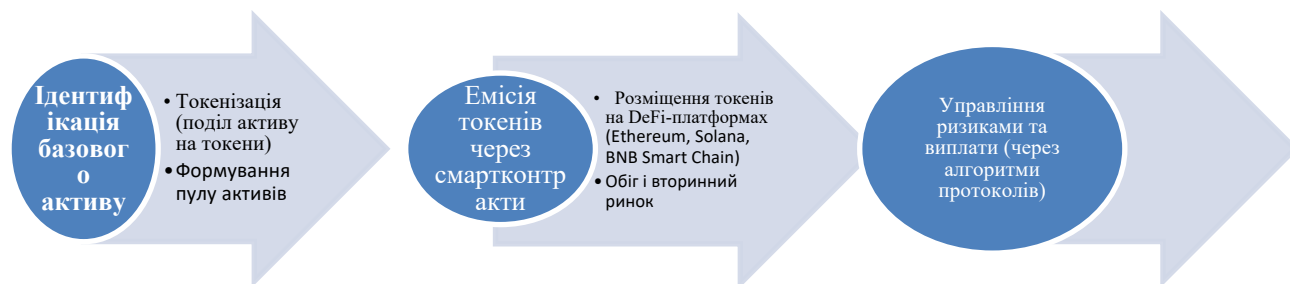 Ідентиф
ікація
базовог
о
активу
• Токенізація
(поділ активу
на токени)
• Формування
пулу активів
Емісія
токенів
через
смартконтр
акти
• Розміщення токенів
на DeFi-платформах
(Ethereum, Solana,
BNB Smart Chain)
• Обіг і вторинний
ринок
Управління
ризиками та
виплати (через
алгоритми
протоколів)